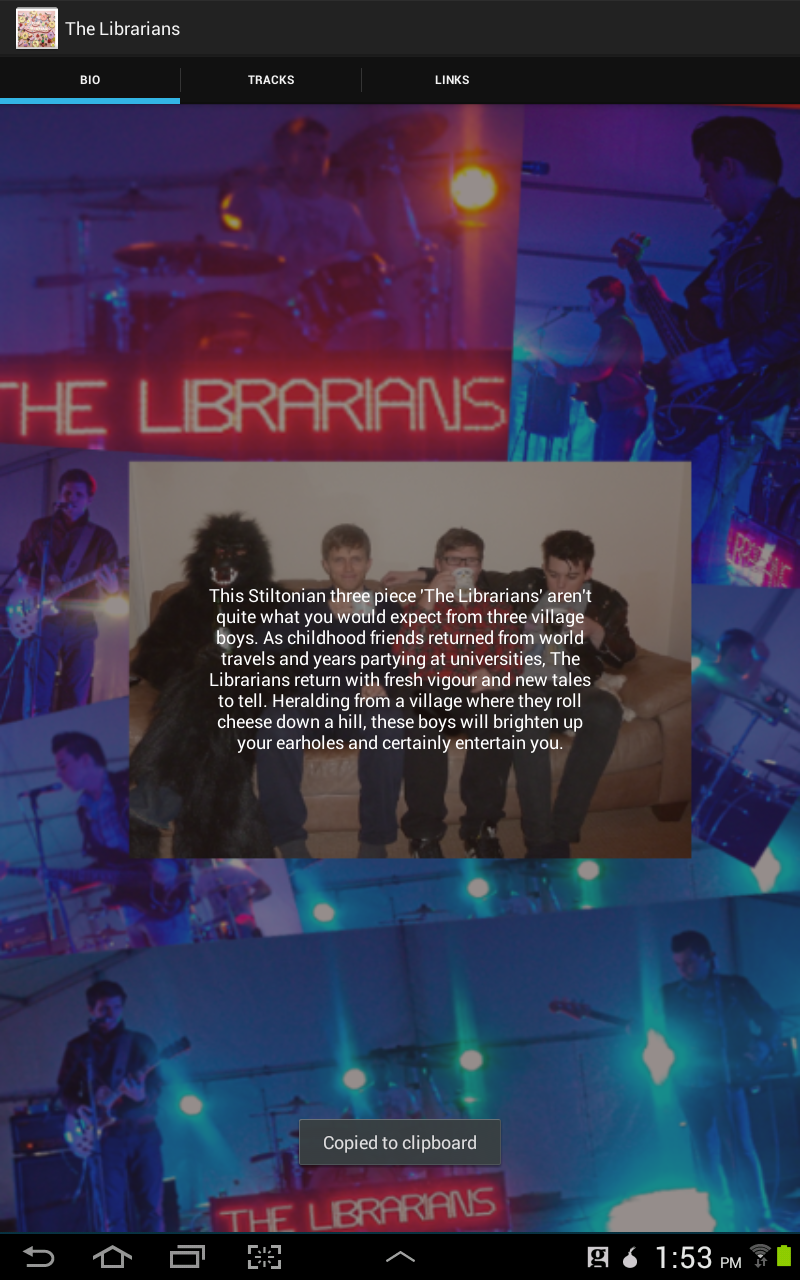 The Librarians
BIO
TRACKS
LINKS
THE LIBRARIANS
This Stiltonian three piece 'The Librarians' aren't
quite what you would expect from three village
boys. As childhood friends returned from world
travels and years partying at universities, The
Librarians return with fresh vigour and new tales
to tell. Heralding from a village where they roll
cheese down a hill, these boys will brighten up
your earholes and certainly entertain you.
Copied to clipboard
THE LIBRARIANS
g
1:53 PM